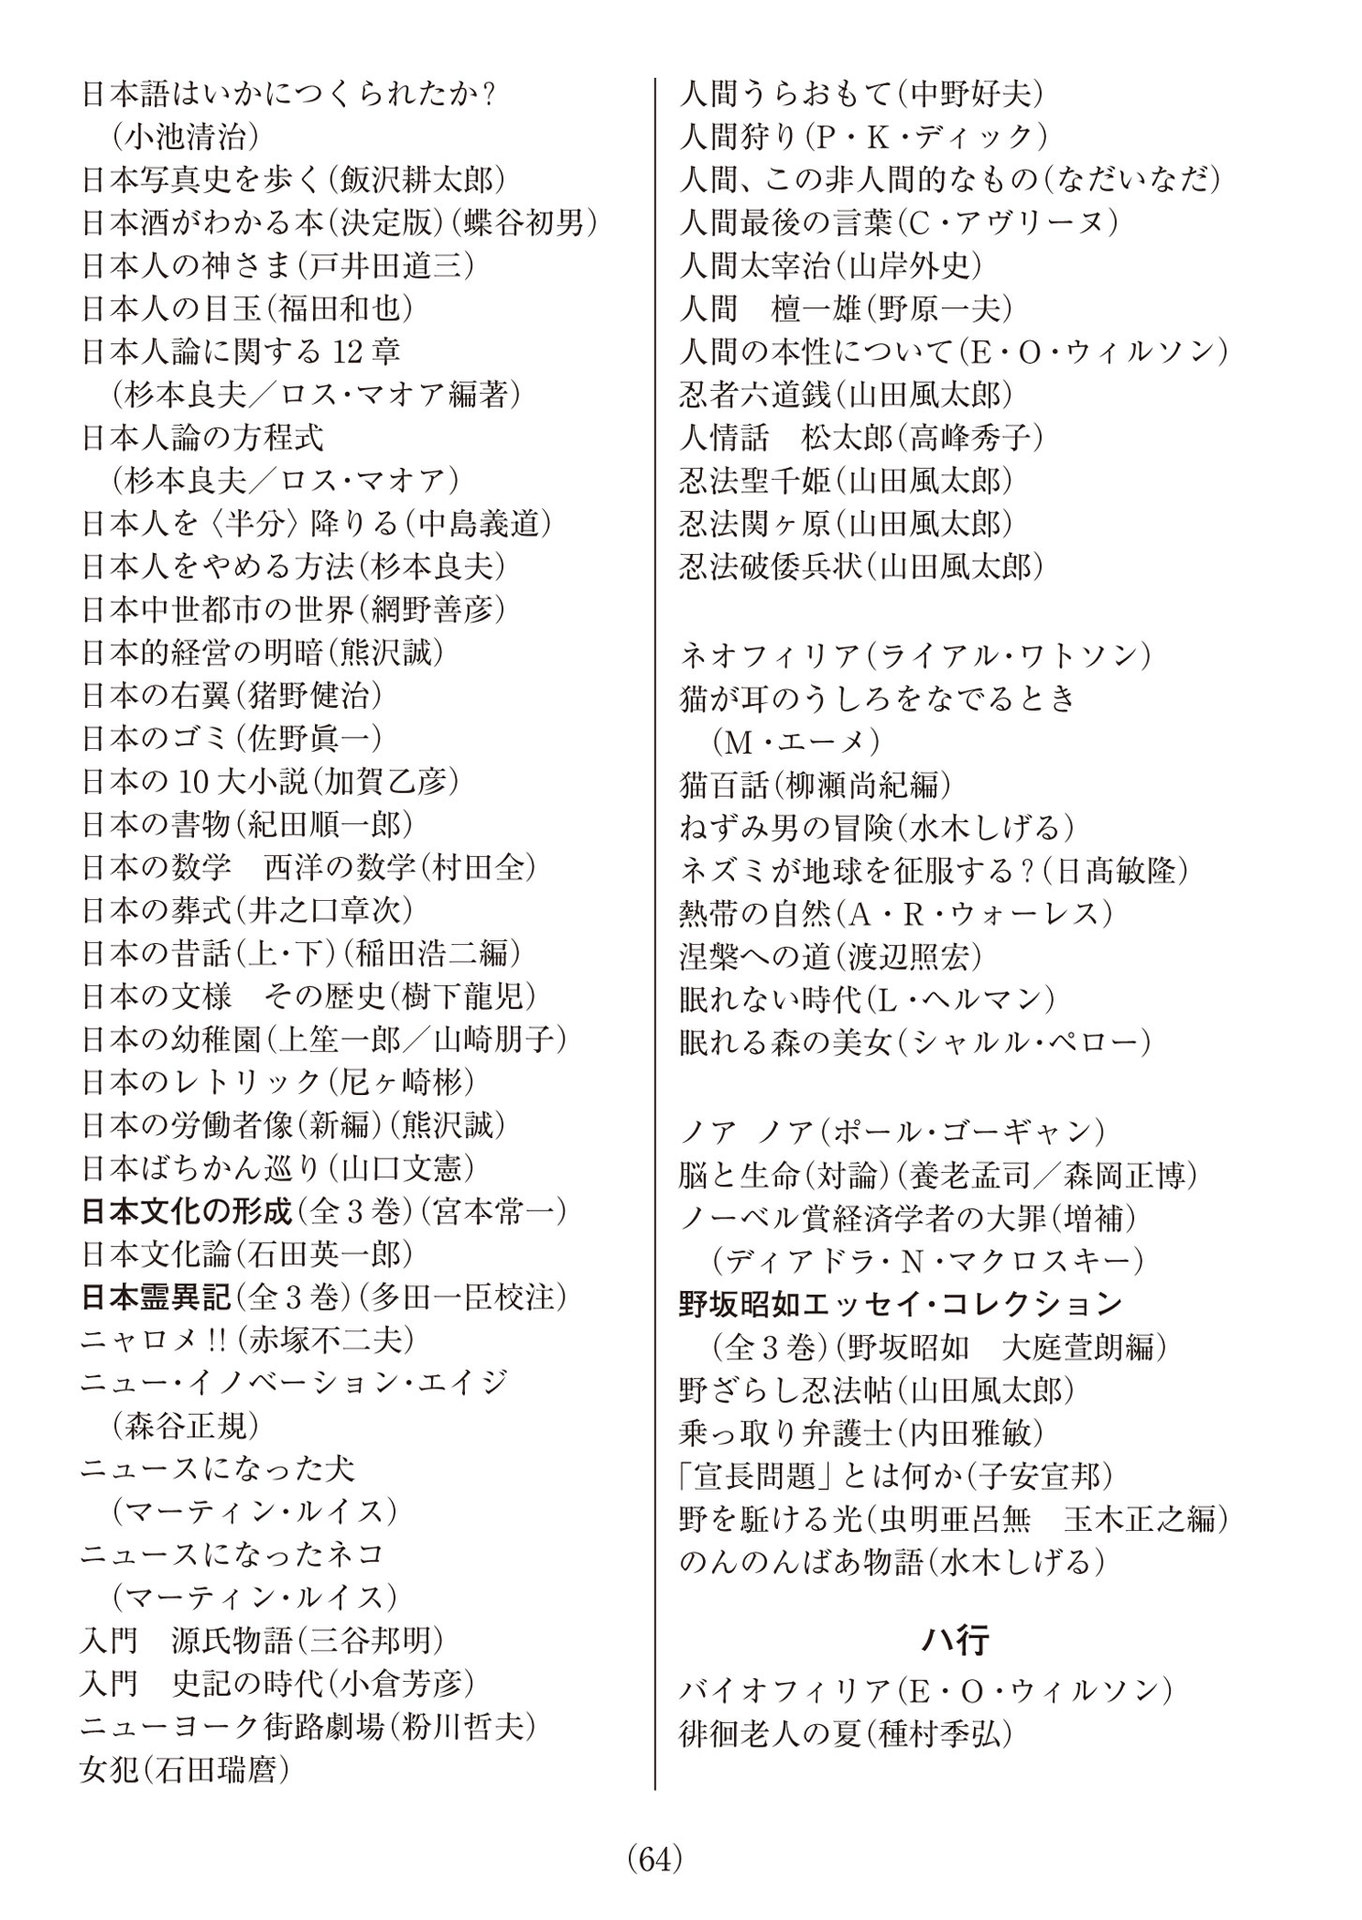 日本語はいかにつくられたか？
（小池清治）
日本写真史を歩く（飯沢耕太郎）
日本酒がわかる本（決定版）（蝶谷初男）
日本人の神さま（戸井田道三）
日本人の目玉（福田和也）
日本人論に関する 12 章
（杉本良夫／ロス・マオア編著）
日本人論の方程式
（杉本良夫／ロス・マオア）
日本人を〈半分〉降りる（中島義道）
日本人をやめる方法（杉本良夫）
日本中世都市の世界（網野善彦）
日本的経営の明暗（熊沢誠）
日本の右翼（猪野健治）
日本のゴミ（佐野眞一）
日本の 10 大小説（加賀乙彦）
日本の書物（紀田順一郎）
日本の数学　西洋の数学（村田全）
日本の葬式（井之口章次）
日本の昔話（上・下）（稲田浩二編）
日本の文様　その歴史（樹下龍児）
日本の幼稚園（上笙一郎／山崎朋子）
日本のレトリック（尼ヶ崎彬）
日本の労働者像（新編）（熊沢誠）
日本ばちかん巡り（山口文憲）
日本文化の形成（全３巻）（宮本常一）
日本文化論（石田英一郎）
日本霊異記（全３巻）（多田一臣校注）
ニャロメ !!（赤塚不二夫）
ニュー・イノベーション・エイジ
（森谷正規）
ニュースになった犬
（マーティン・ルイス）
ニュースになったネコ
（マーティン・ルイス）
入門　源氏物語（三谷邦明）
入門　史記の時代（小倉芳彦）
ニューヨーク街路劇場（粉川哲夫）
女犯（石田瑞麿）
人間うらおもて（中野好夫）
人間狩り（P・K・ディック）
人間、この非人間的なもの（なだいなだ）
人間最後の言葉（C・アヴリーヌ）
人間太宰治（山岸外史）
人間　檀一雄（野原一夫）
人間の本性について（E・O・ウィルソン）
忍者六道銭（山田風太郎）
人情話　松太郎（高峰秀子）
忍法聖千姫（山田風太郎）
忍法関ヶ原（山田風太郎）
忍法破倭兵状（山田風太郎）
ネオフィリア（ライアル・ワトソン）
猫が耳のうしろをなでるとき
（M・エーメ）
猫百話（柳瀬尚紀編）
ねずみ男の冒険（水木しげる）
ネズミが地球を征服する？（日髙敏隆）
熱帯の自然（A・R・ウォーレス）
涅槃への道（渡辺照宏）
眠れない時代（L・ヘルマン）
眠れる森の美女（シャルル・ペロー）
ノア ノア（ポール・ゴーギャン）
脳と生命（対論）（養老孟司／森岡正博）
ノーベル賞経済学者の大罪（増補）
（ディアドラ・N・マクロスキー）
野坂昭如エッセイ・コレクション
（全３巻）（野坂昭如　大庭萱朗編）
野ざらし忍法帖（山田風太郎）
乗っ取り弁護士（内田雅敏）
「宣長問題」とは何か（子安宣邦）
野を駈ける光（虫明亜呂無　玉木正之編）
のんのんばあ物語（水木しげる）
ハ行
バイオフィリア（E・O・ウィルソン）
徘徊老人の夏（種村季弘）
（64）